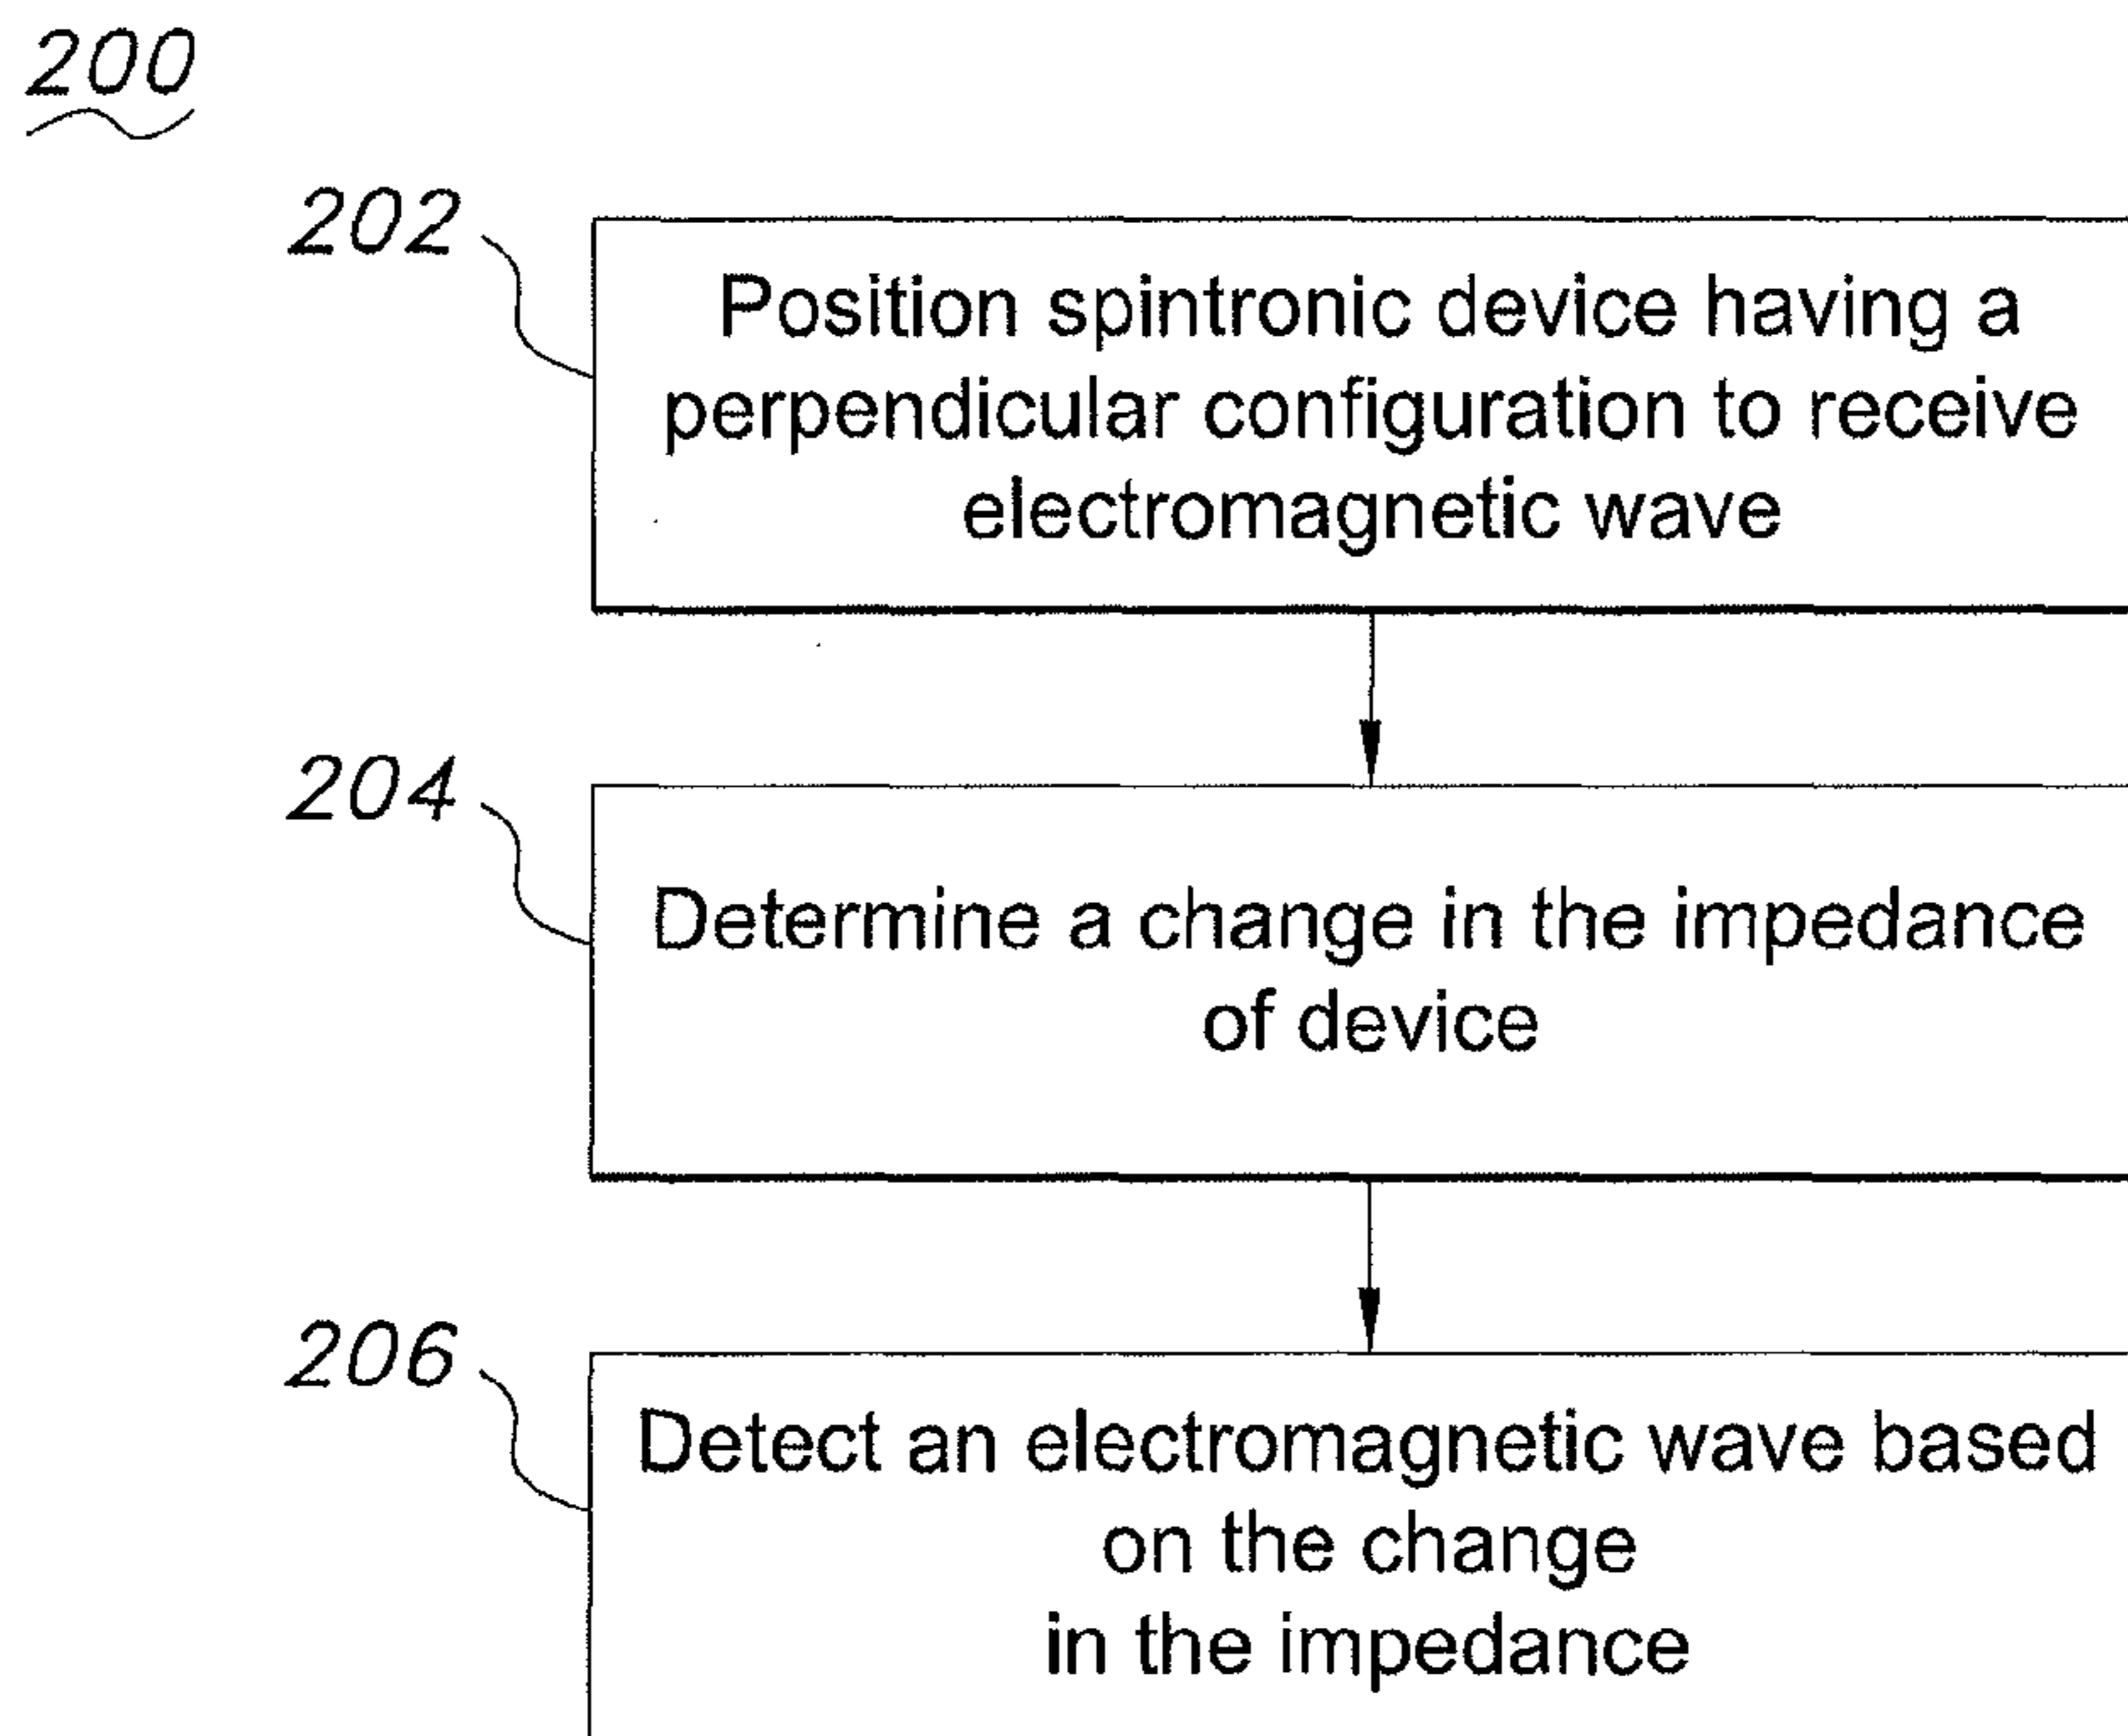 200
202
Position spintronic device having a
perpendicular configuration to receive
electromagnetic wave
204
Determine a change in the impedance
of device
206
Detect an electromagnetic wave based
on the change
in the impedance